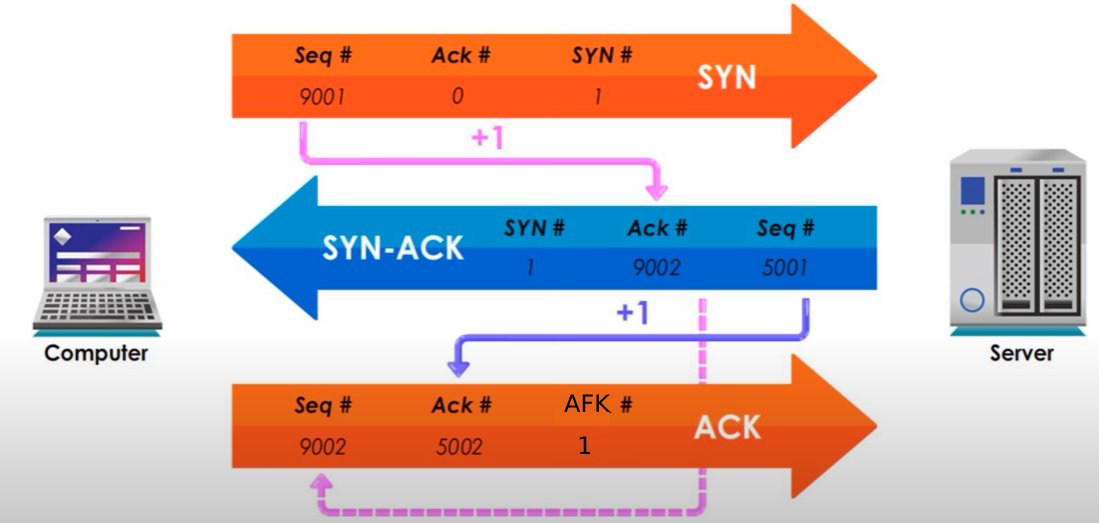 Seq # Ack # SYN #
9001 0 1
SYN
+1
SYN-ACK
SYN # Ack # Seq #
1 9002 5001
+1
Computer
Server
Seq # Ack # AFK #
9002 5002 1
ACK